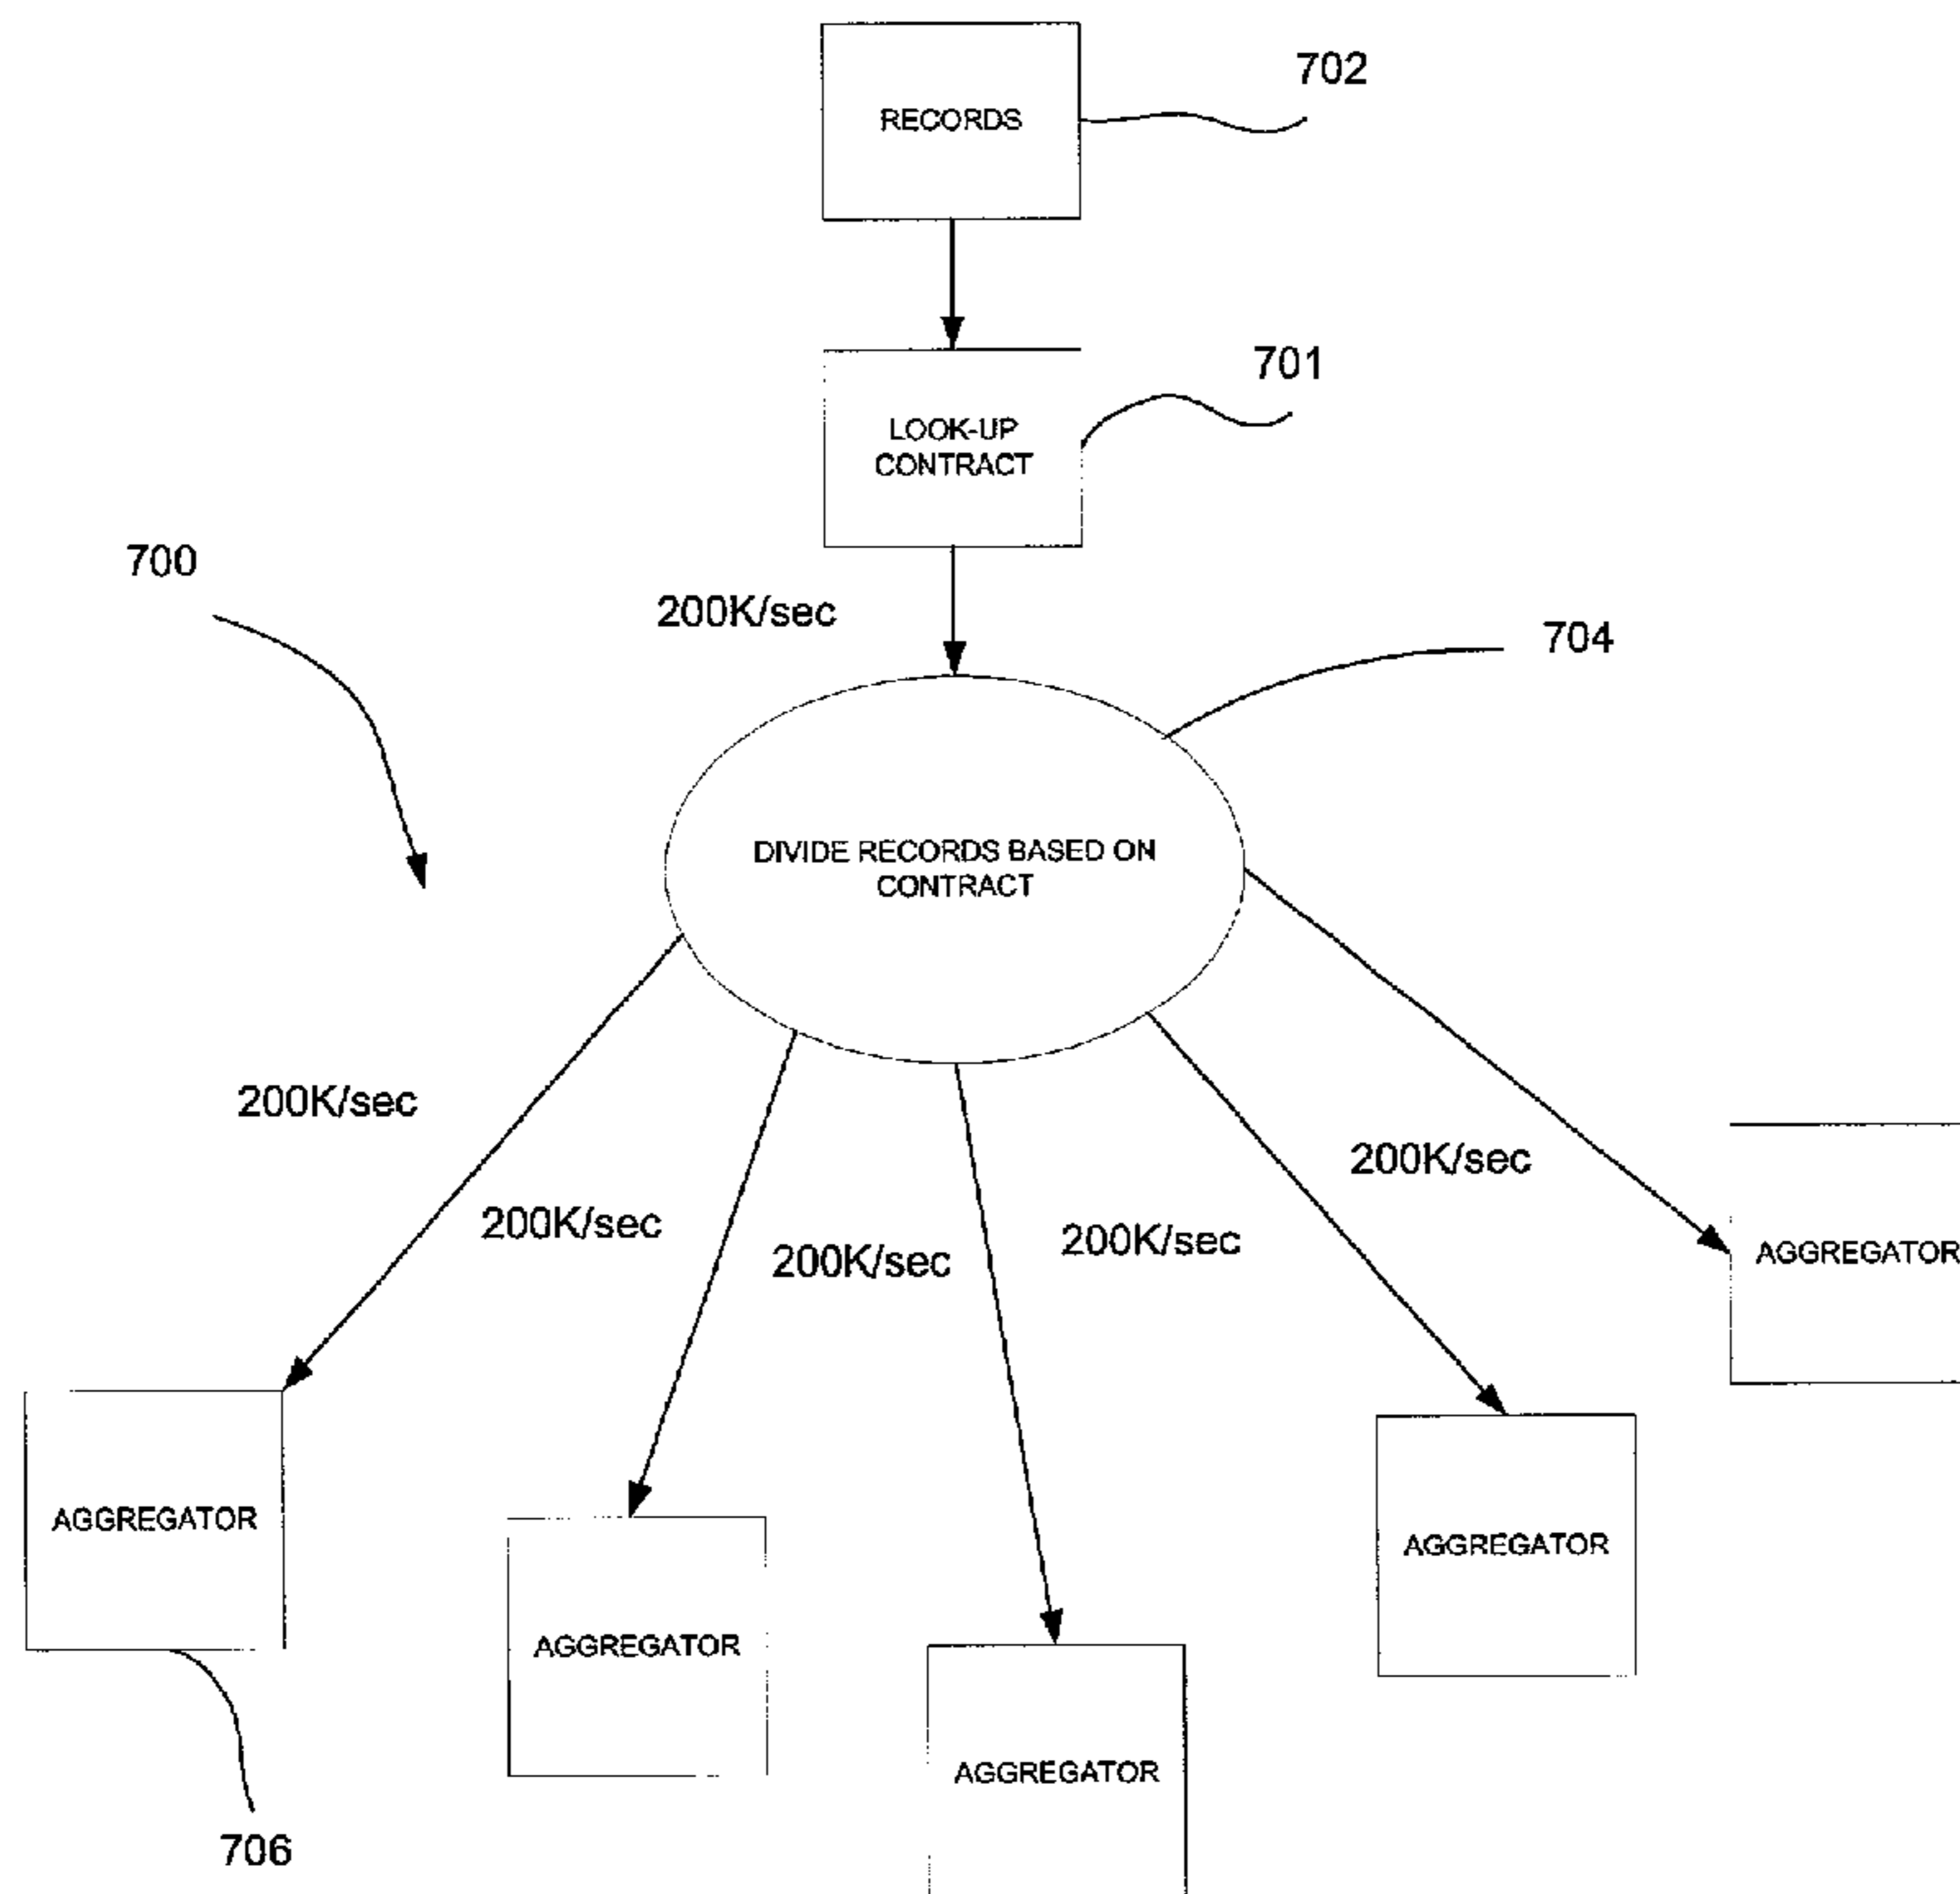 702
RECORDS
701
LOOK-UP
CONTRACT
700
200K/sec
704
DIVIDE RECORDS BASED ON
CONTRACT
200K/sec
200K/sec
200K/sec
200K/sec
200K/sec
AGGREGATOR
AGGREGATOR
AGGREGATOR
AGGREGATOR
AGGREGATOR
706